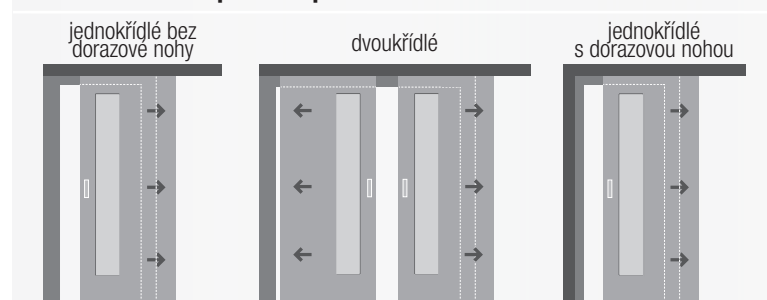 jednokřídlé bez
dorazové nohy
dvoukřídlé
jednokřídlé
s dorazovou nohou